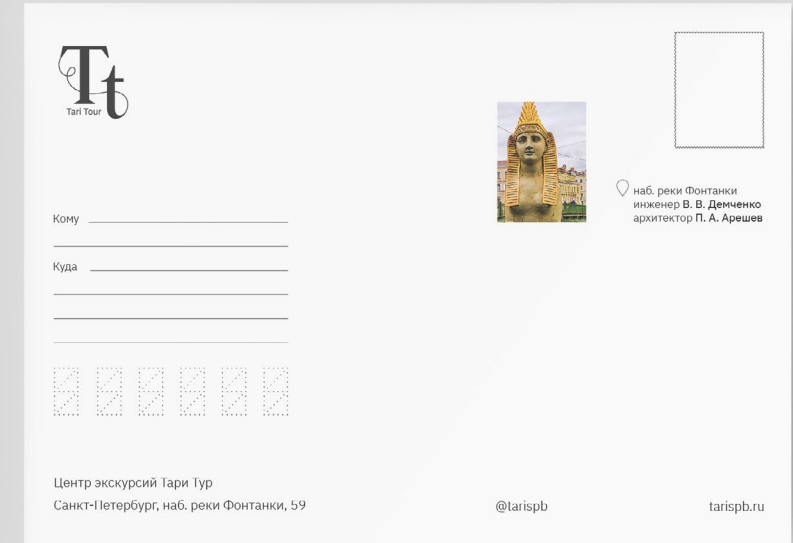 Tt
Tari Tour
наб. реки Фонтанки
инженер В. В. Демченко
архитектор П. А. Арешев
Кому
Куда
Центр экскурсий Тари Тур
Санкт-Петербург, наб. реки Фонтанки, 59
@tarispb
tarispb.ru